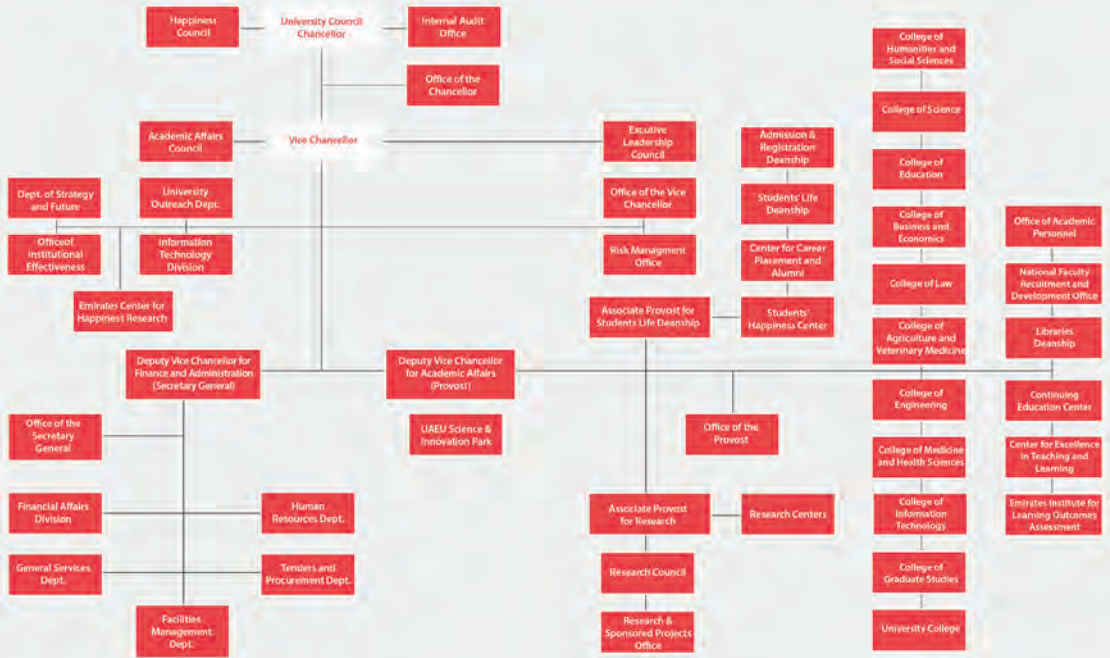 Happiness
Council
University Council
Chancellor
Internal Audit
Office
Office of the
Chancellor
Academic Affairs
Council
Vice Chancellor
Excutive
Leadership
Council
Dept. of Strategy
and Future
University
Outreach Dept.
Office of the Vice
Chancellor
Officeof
Institutional
Effectiveness
Information
Technology
Division
Risk Managment
Office
Emirates Center for
Happiness Research
Admission &
Registration
Deanship
Students' Life
Deanship
Center for Career
Placement and
Alumni
Associate Provost for
Students Life Deanship
Students'
Happiness Center
Deputy Vice Chancellor for
Finance and Administration
(Secretary General)
Deputy Vice Chancellor
for Academic Affairs
(Provost)
UAEU Science &
Innovation Park
Office of the
Provost
Office of the
Secretary
General
Financial Affairs
Division
Human
Resources Dept.
General Services
Dept.
Tenders and
Procurement Dept.
Facilities
Management
Dept.
Associate Provost
for Research
Research Centers
Research Council
Research &
Sponsored Projects
Office
College of
Humanities and
Social Sciences
College of Science
College of
Education
College of
Business and
Economics
College of Law
College of
Agriculture and
Veterinary Medicine
College of
Engineering
College of Medicine
and Health Sciences
College of
Information
Technology
College of
Graduate Studies
University College
Office of Academic
Personnel
National Faculty
Recuitment and
Development Office
Libraries
Deanship
Continuing
Education Center
Center for Excellence
in Teaching and
Learning
Emirates Institute for
Learning Outcomes
Assessment